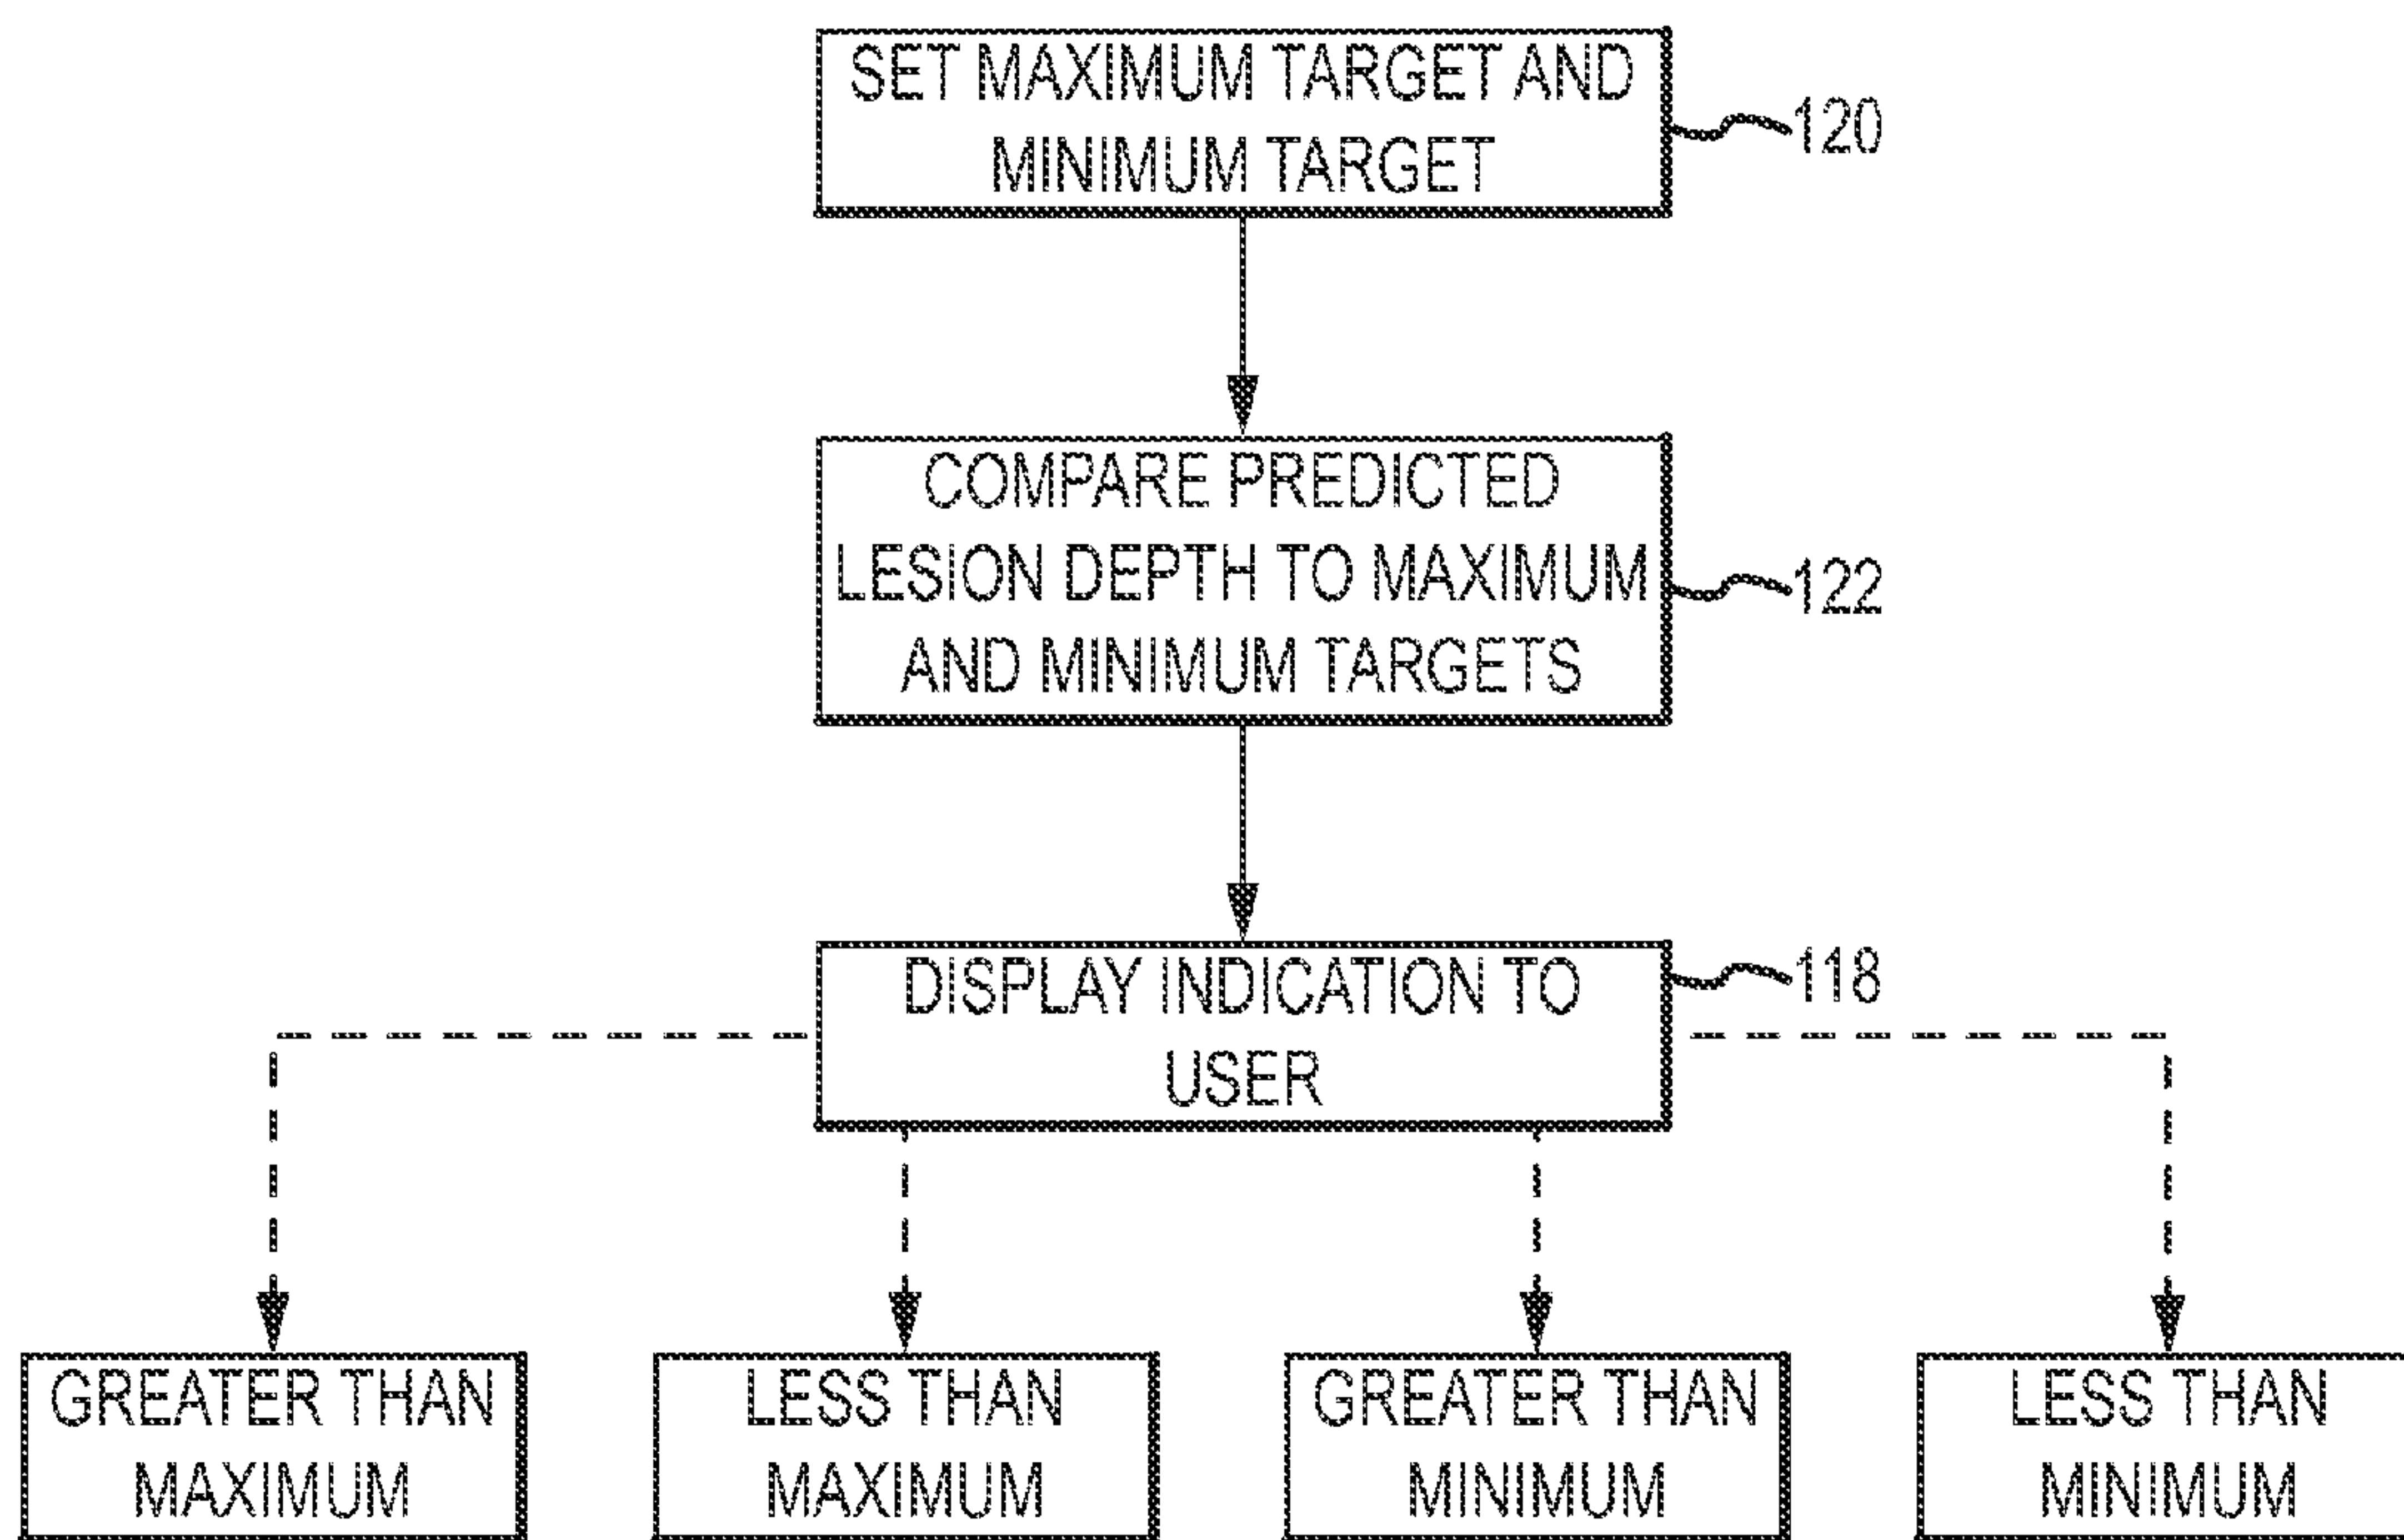 SET MAXIMUM TARGET AND
MINIMUM TARGET
120
COMPARE PREDICTED
LESION DEPTH TO MAXIMUM
AND MINIMUM TARGETS
122
DISPLAY INDICATION TO
USER
118
GREATER THAN
MAXIMUM
LESS THAN
MAXIMUM
GREATER THAN
MINIMUM
LESS THAN
MINIMUM